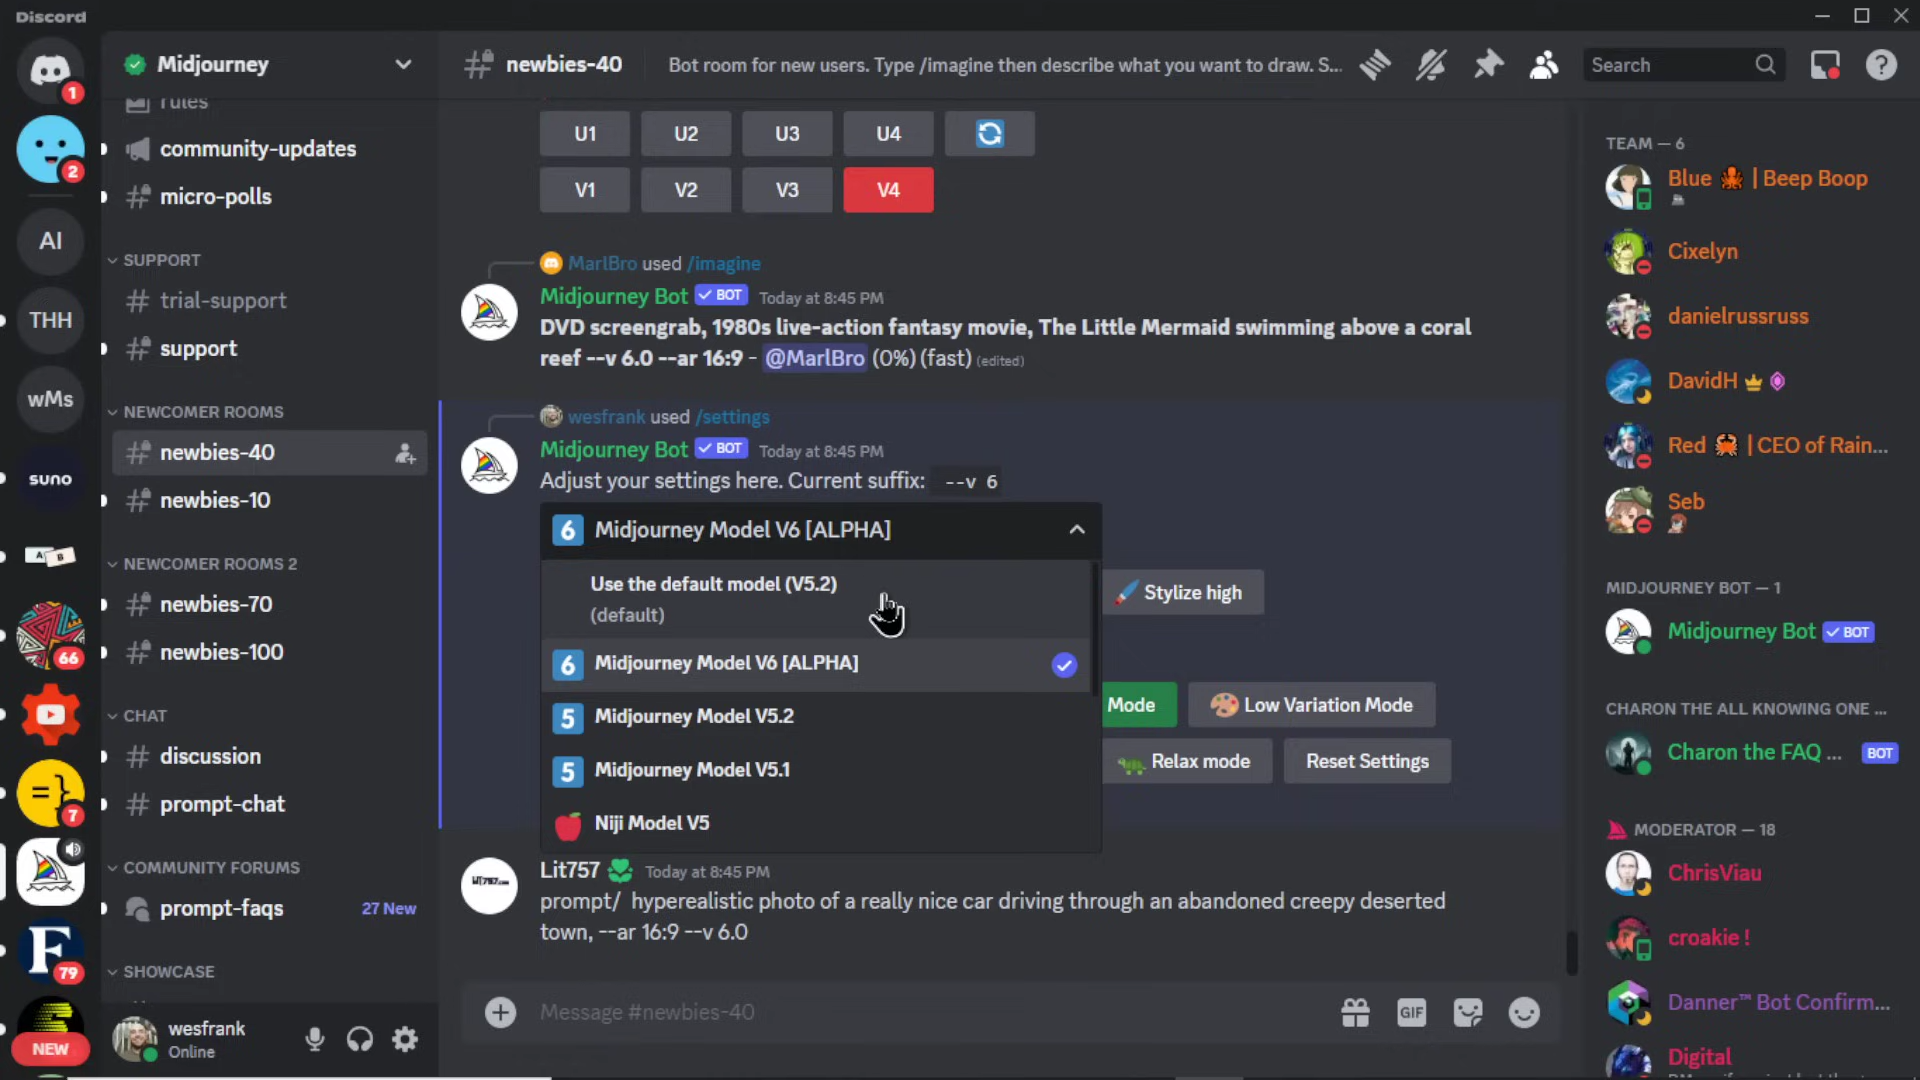 Discord
1
2
AI
THH
wMs
suno
A B
66
=}
7
F
79
NEW
Midjourney
rules
community-updates
micro-polls
SUPPORT
trial-support
support
NEWCOMER ROOMS
newbies-40
newbies-10
NEWCOMER ROOMS 2
newbies-70
newbies-100
CHAT
discussion
prompt-chat
COMMUNITY FORUMS
prompt-faqs 27 New
SHOWCASE
wesfrank
Online
newbies-40 Bot room for new users. Type /imagine then describe what you want to draw. S...
Search
U1 U2 U3 U4
V1 V2 V3 V4
MarlBro used /imagine
Midjourney Bot BOT Today at 8:45 PM
DVD screengrab, 1980s live-action fantasy movie, The Little Mermaid swimming above a coral
reef --v 6.0 --ar 16:9 - @MarlBro (0%) (fast) (edited)
wesfrank used /settings
Midjourney Bot BOT Today at 8:45 PM
Adjust your settings here. Current suffix: --v 6
6 Midjourney Model V6 [ALPHA]
Use the default model (V5.2)
(default)
6 Midjourney Model V6 [ALPHA]
5 Midjourney Model V5.2
5 Midjourney Model V5.1
Niji Model V5
Stylize high
Mode Low Variation Mode
Relax mode Reset Settings
Lit757 Today at 8:45 PM
prompt/ hyperealistic photo of a really nice car driving through an abandoned creepy deserted
town, --ar 16:9 --v 6.0
Message #newbies-40
GIF
TEAM — 6
Blue | Beep Boop
Cixelyn
danielrussruss
DavidH
Red | CEO of Rain...
Seb
MIDJOURNEY BOT — 1
Midjourney Bot BOT
CHARON THE ALL KNOWING ONE ...
Charon the FAQ ... BOT
MODERATOR — 18
ChrisViau
croakie !
Danner™ Bot Confirm...
Digital